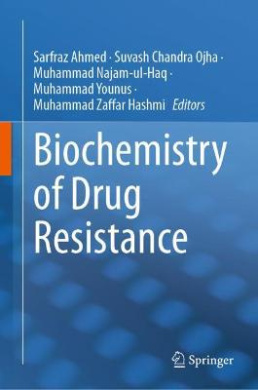 Sarfraz Ahmed · Suvash Chandra Ojha ·
Muhammad Najam-ul-Haq ·
Muhammad Younus ·
Muhammad Zaffar Hashmi Editors
Biochemistry
of Drug
Resistance
Springer